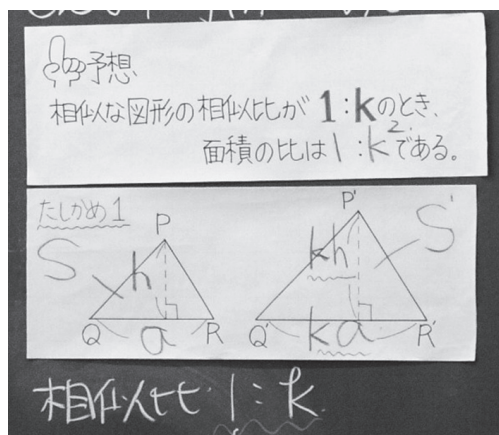 予想
相似な図形の相似比が1:kのとき、
面積の比は1:k²である。
たしかめ1
P
S
h
Q a R
P'
S'
kh
Q' ka R'
相似比 1:k